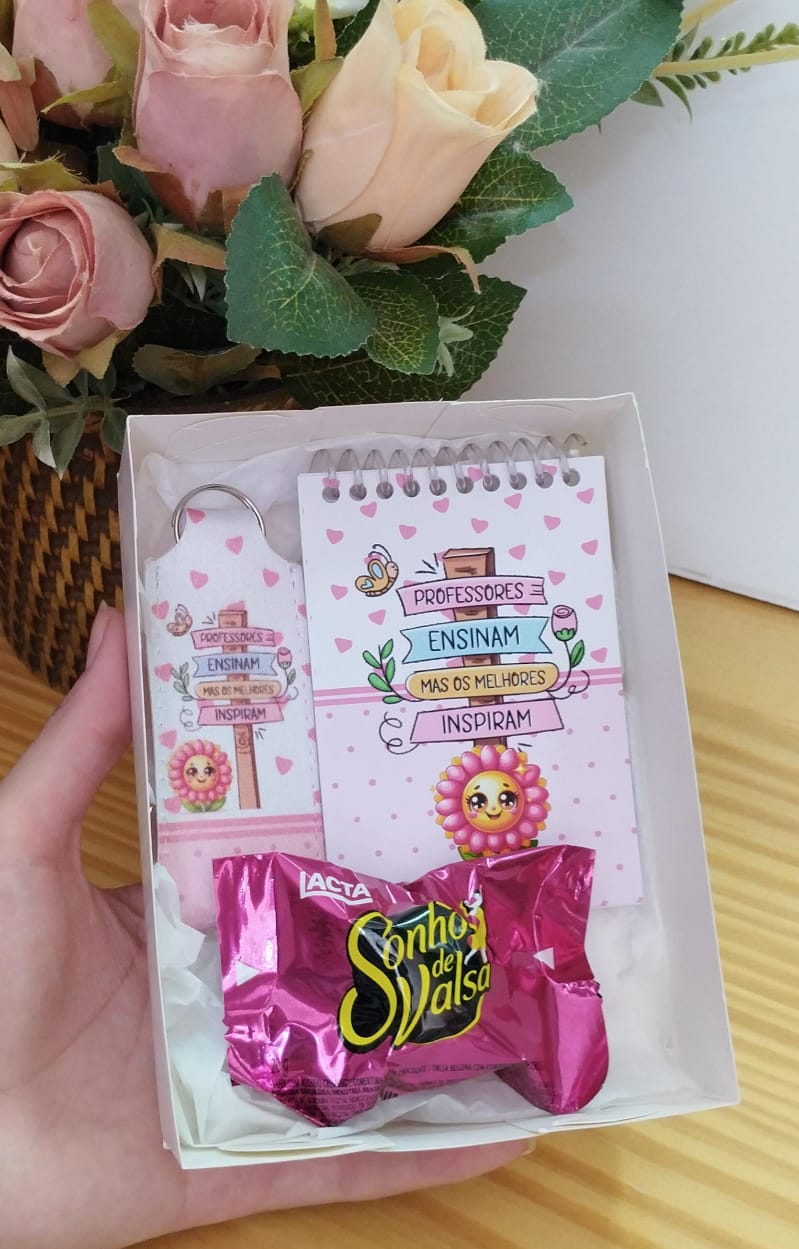 PROFESSORES
ENSINAM
MAS OS MELHORES
INSPIRAM
PROFESSORES
ENSINAM
MAS OS MELHORES
INSPIRAM
LACTA
Sonho
de
Valsa